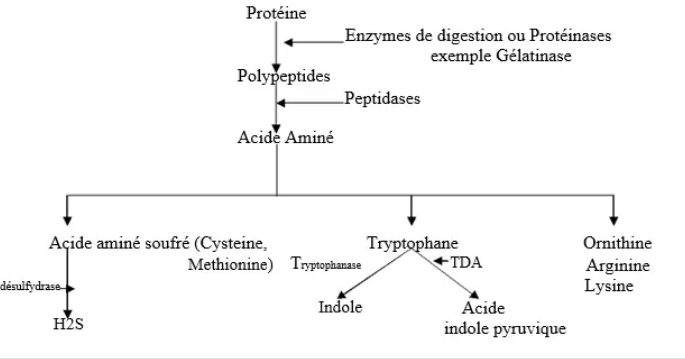 Protéine
Enzymes de digestion ou Protéinases
exemple Gélatinase
Polypeptides
Peptidases
Acide Aminé
Acide aminé soufré (Cysteine,
Methionine)
Tryptophane
Ornithine
Arginine
Lysine
Tryptophanase
TDA
désulfydrase
Indole
Acide
indole pyruvique
H2S